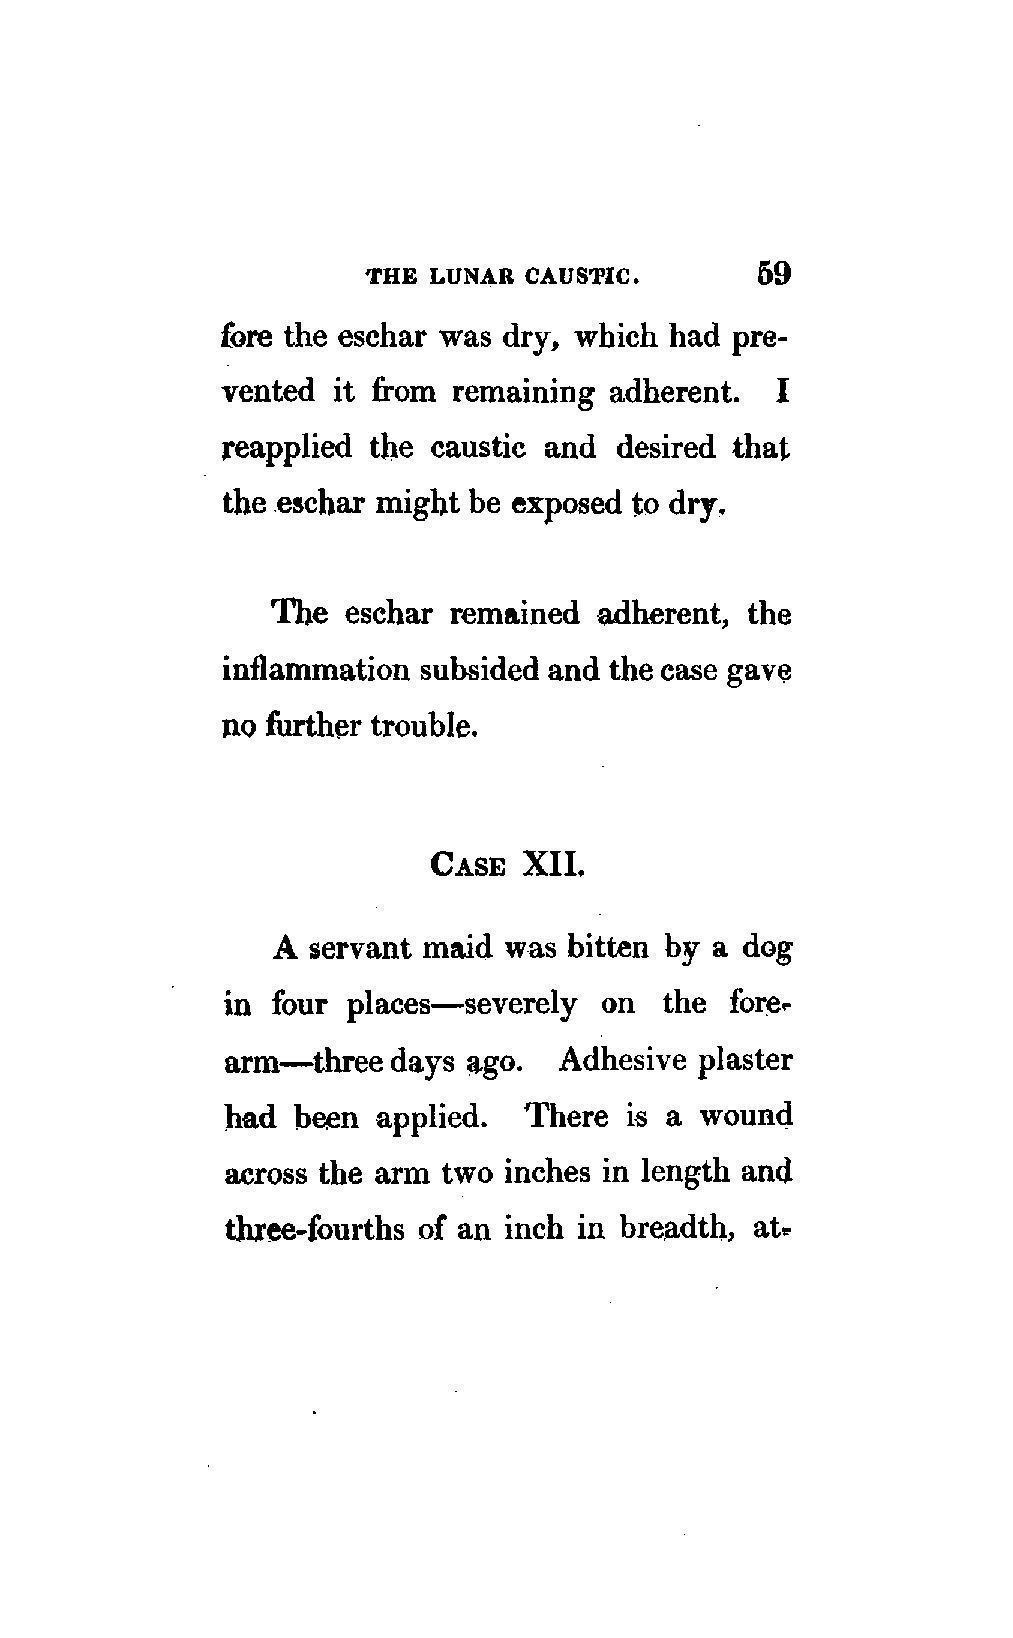 THE LUNAR CAUSTIC. 59
fore the eschar was dry, which had pre-
vented it from remaining adherent. I
reapplied the caustic and desired that
the eschar might be exposed to dry.
The eschar remained adherent, the
inflammation subsided and the case gave
no further trouble.
CASE XII.
A servant maid was bitten by a dog
in four places—severely on the fore-
arm—three days ago. Adhesive plaster
had been applied. There is a wound
across the arm two inches in length and
three-fourths of an inch in breadth, at-